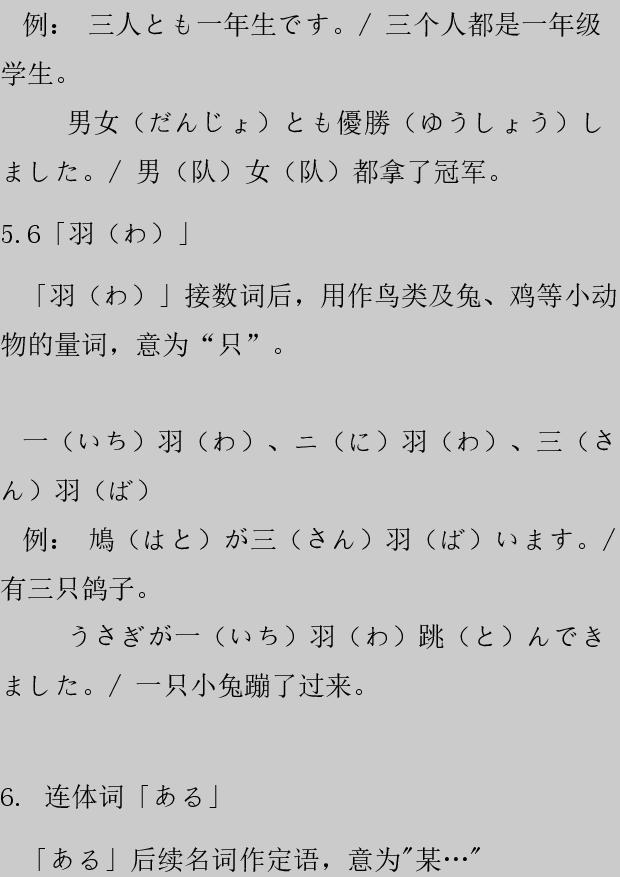 例： 三人とも一年生です。/ 三个人都是一年级
学生。
男女（だんじょ）とも優勝（ゆうしょう）し
ました。/ 男（队）女（队）都拿了冠军。
5.6「羽（わ）」
「羽（わ）」接数词后，用作鸟类及兔、鸡等小动
物的量词，意为“只”。
一（いち）羽（わ）、ニ（に）羽（わ）、三（さ
ん）羽（ば）
例： 鳩（はと）が三（さん）羽（ば）います。/
有三只鸽子。
うさぎが一（いち）羽（わ）跳（と）んでき
ました。/ 一只小兔蹦了过来。
6. 连体词「ある」
「ある」后续名词作定语，意为"某…"